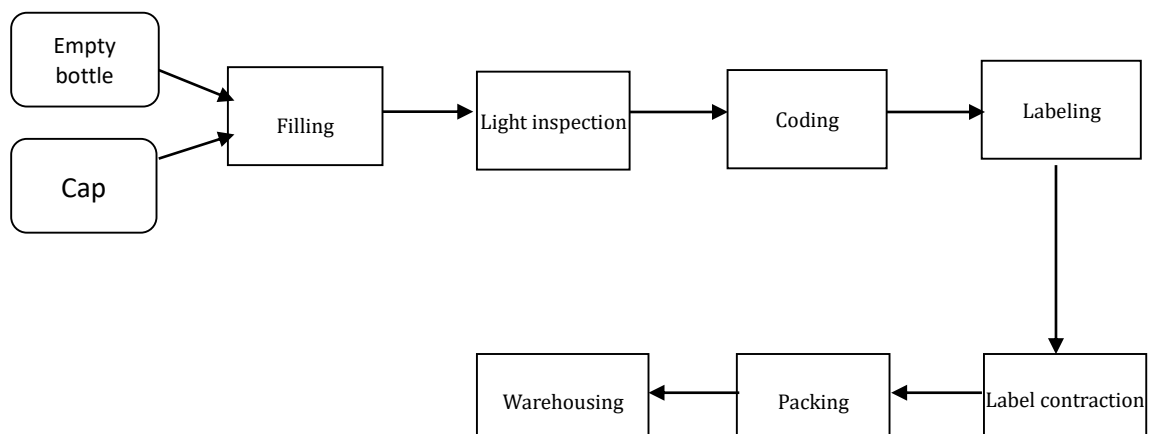 Empty
bottle
Cap
Filling
Light inspection
Coding
Labeling
Label contraction
Packing
Warehousing